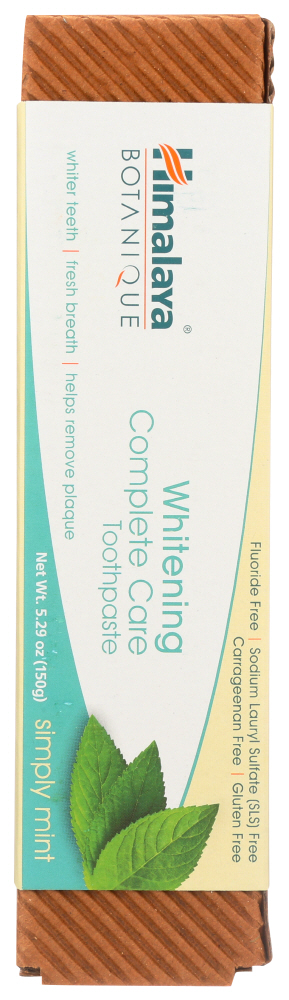 Himalaya®
BOTANIQUE
whiter teeth | fresh breath | helps remove plaque
Whitening
Complete Care
Toothpaste
Fluoride Free | Sodium Lauryl Sulfate (SLS) Free
Carrageenan Free | Gluten Free
Net Wt. 5.29 oz (150g)
simply mint